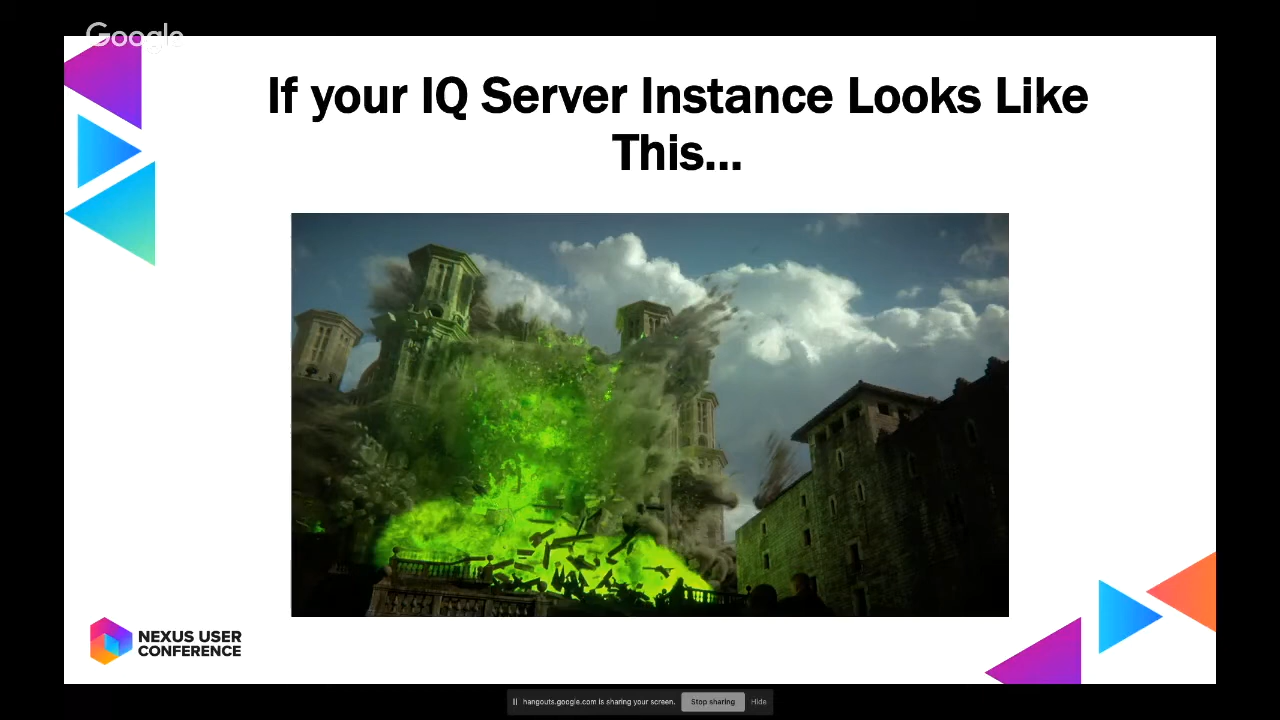 Google
If your IQ Server Instance Looks Like
This...
NEXUS USER
CONFERENCE
hangouts.google.com is sharing your screen.
Stop sharing
Hide